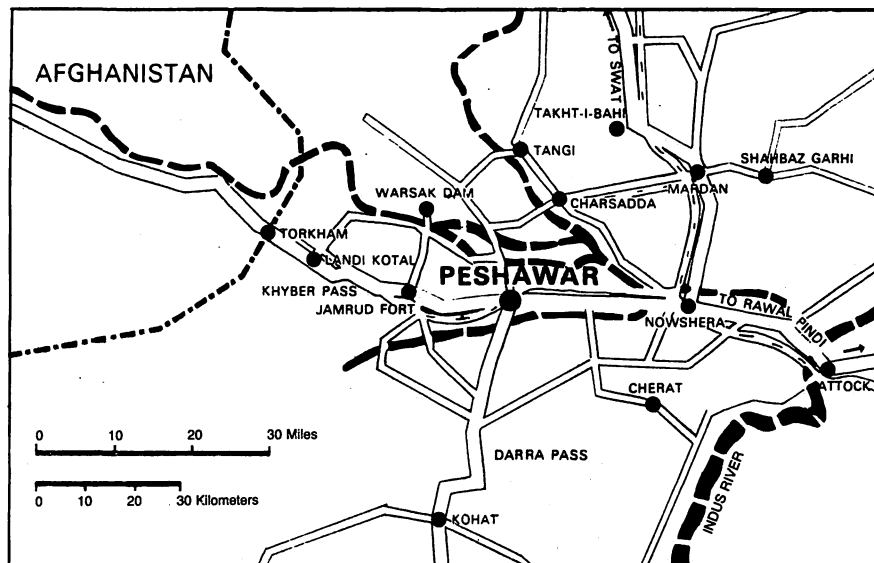 AFGHANISTAN
TO SWAT
TAKHT-I-BAHI
TANGI
SHAHBAZ GARHI
MARDAN
WARSAK DAM
CHARSADDA
TORKHAM
LANDI KOTAL
PESHAWAR
KHYBER PASS
JAMRUD FORT
TO RAWAL PINDI
NOWSHERA
ATTOCK
CHERAT
0 10 20 30 Miles
DARRA PASS
0 10 20 30 Kilometers
INDUS RIVER
KOHAT